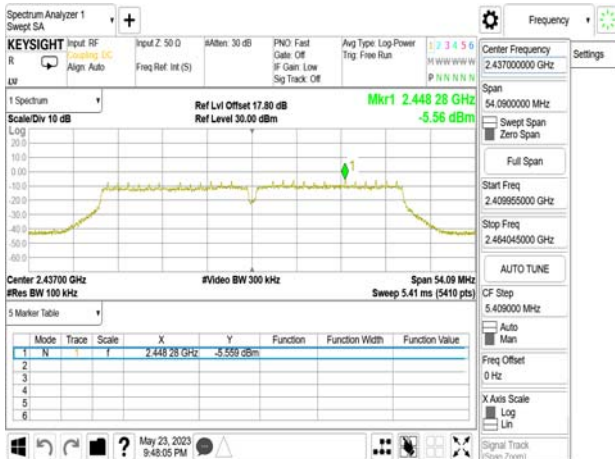 Spectrum Analyzer 1
Swept SA
Frequency
KEYSIGHT
R
Input: RF
Coupling: DC
Align: Auto
Input Z: 50 Ω
Freq Ref: Int (S)
#Atten: 30 dB
PNO: Fast
Gate: Off
IF Gain: Low
Sig Track: Off
Avg Type: Log-Power
Trig: Free Run
1 2 3 4 5 6
M W W W W W
P N N N N N
Center Frequency
2.437000000 GHz
Settings
1 Spectrum
Scale/Div 10 dB
Ref Lvl Offset 17.80 dB
Ref Level 30.00 dBm
Mkr1 2.448 28 GHz
-5.56 dBm
Log
20.0
10.0
0.00
-10.0
-20.0
-30.0
-40.0
-50.0
-60.0
1
Span
54.0900000 MHz
Swept Span
Zero Span
Full Span
Start Freq
2.409955000 GHz
Stop Freq
2.464045000 GHz
AUTO TUNE
Center 2.43700 GHz
#Res BW 100 kHz
#Video BW 300 kHz
Span 54.09 MHz
Sweep 5.41 ms (5410 pts)
CF Step
5.409000 MHz
Auto
Man
5 Marker Table
Mode Trace Scale X Y Function Function Width Function Value
1 N 1 f 2.448 28 GHz -5.559 dBm
2
3
4
5
6
Freq Offset
0 Hz
X Axis Scale
Log
Lin
Signal Track
(Span Zoom)
May 23, 2023
9:48:05 PM